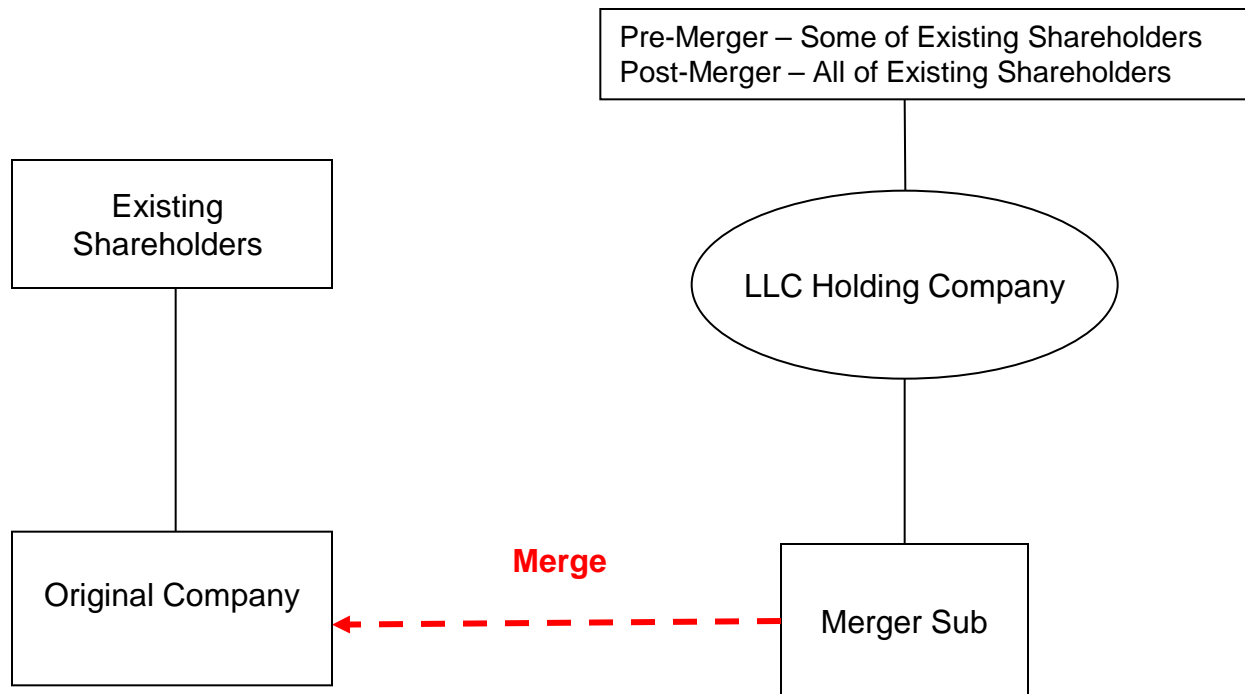 Pre-Merger – Some of Existing Shareholders
Post-Merger – All of Existing Shareholders
Existing
Shareholders
LLC Holding Company
Merge
Original Company
Merger Sub